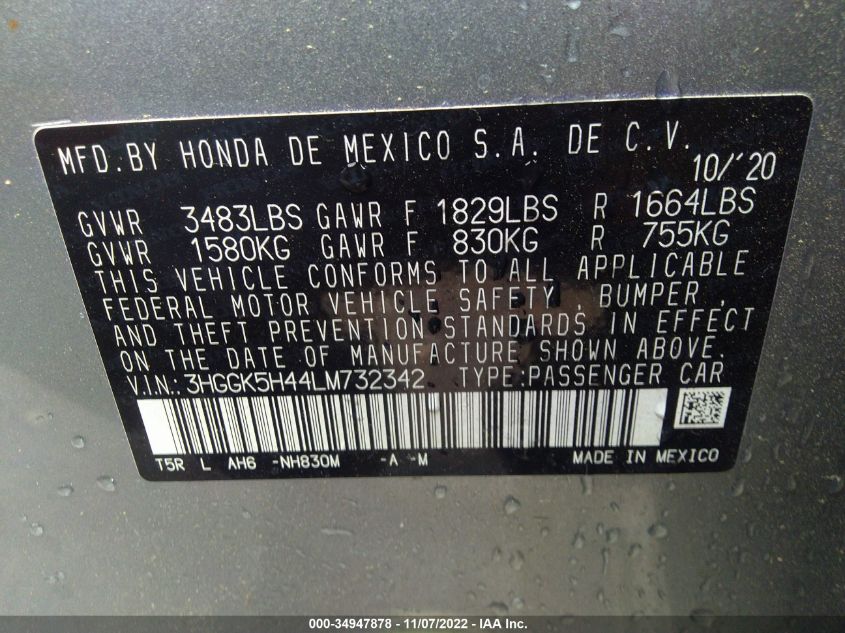 MFD.BY HONDA DE MEXICO S.A. DE C.V.
10/'20
GVWR 3483LBS GAWR F 1829LBS R 1664LBS
GVWR 1580KG GAWR F 830KG R 755KG
THIS VEHICLE CONFORMS TO ALL APPLICABLE
FEDERAL MOTOR VEHICLE SAFETY, BUMPER,
AND THEFT PREVENTION STANDARDS IN EFFECT
ON THE DATE OF MANUFACTURE SHOWN ABOVE.
V.IN.: 3HGGK5H44LM732342 TYPE:PASSENGER CAR
T5R L AH6 -NH830M -A -M MADE IN MEXICO
000-34947878 - 11/07/2022 - IAA Inc.